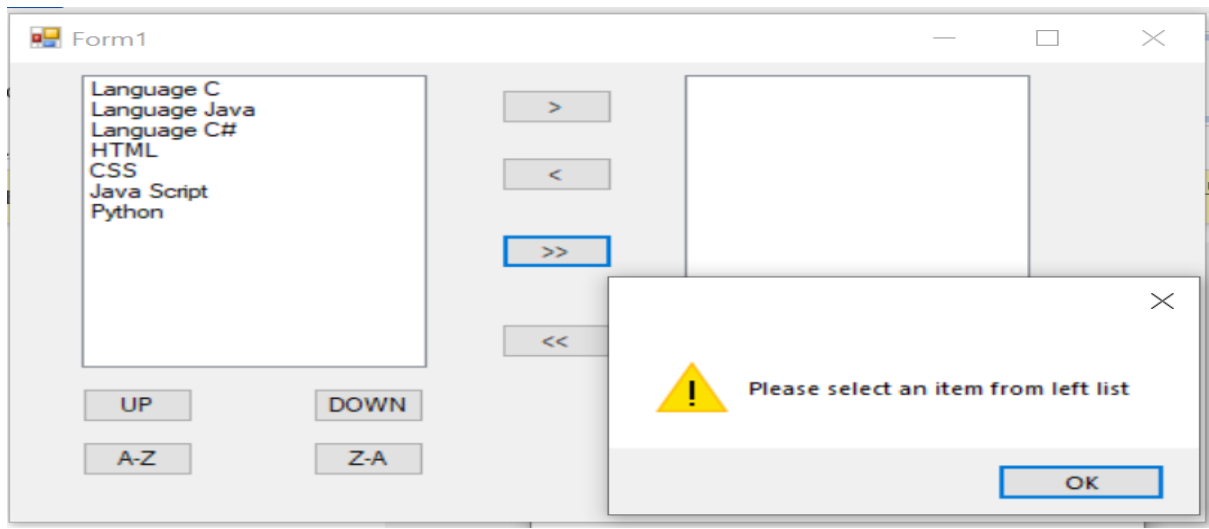 Form1
Language C
Language Java
Language C#
HTML
CSS
Java Script
Python
>
<
>>
<<
UP
DOWN
A-Z
Z-A
Please select an item from left list
OK